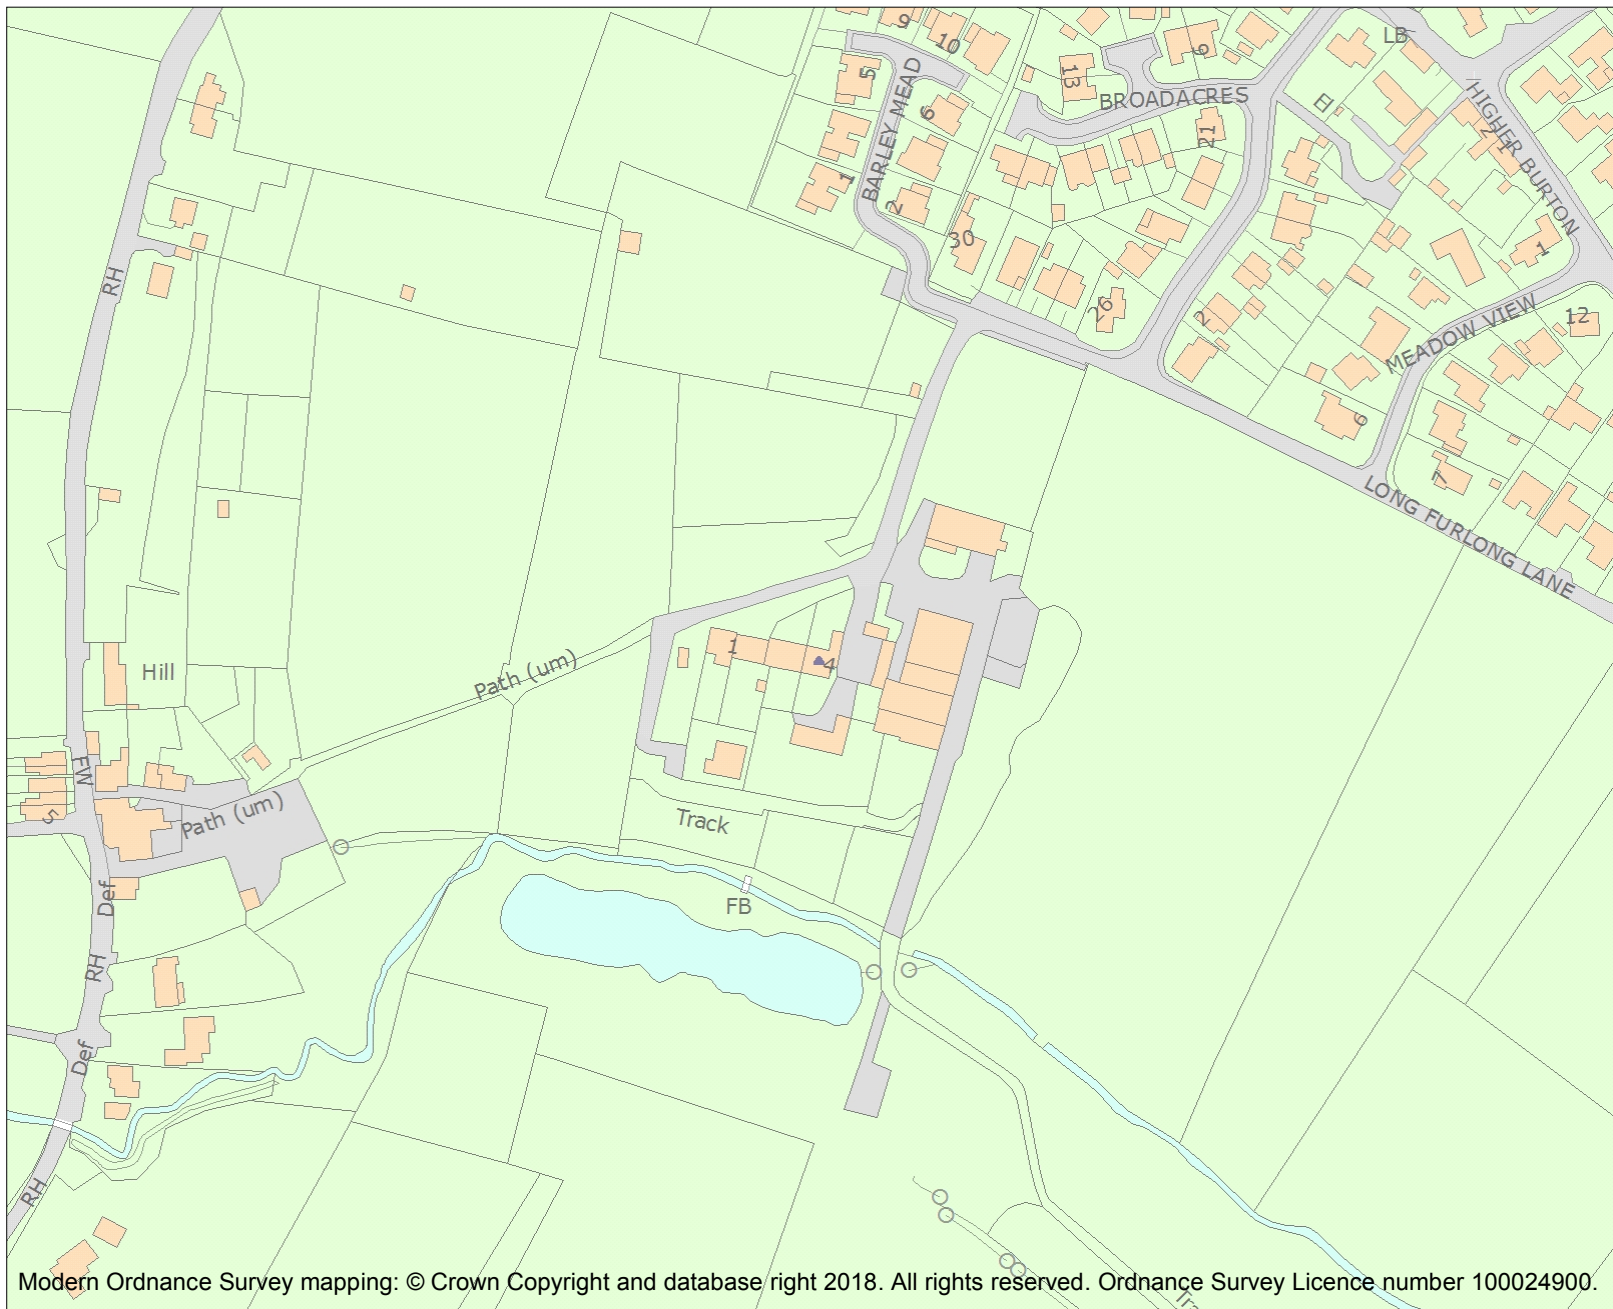 9
10
LB
5
BARLEY MEAD
6
1
2
13
9
BROADACRES
21
El
HIGHER BURTON
2
1
1
30
26
2
MEADOW VIEW
12
6
7
LONG FURLONG LANE
RH
Hill
Path (um)
1
4
FW
5
Path (um)
Track
FB
Def
RH
Def
RH
Modern Ordnance Survey mapping: © Crown Copyright and database right 2018. All rights reserved. Ordnance Survey Licence number 100024900.